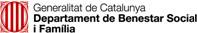 Generalitat de Catalunya
Departament de Benestar Social
i Família